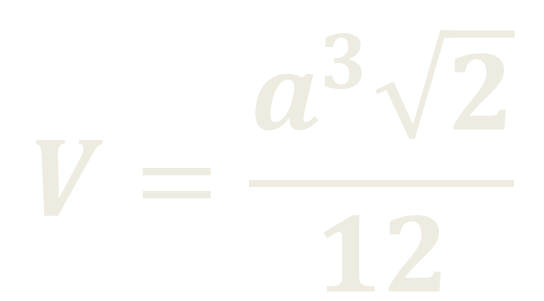 V = a³√2 / 12